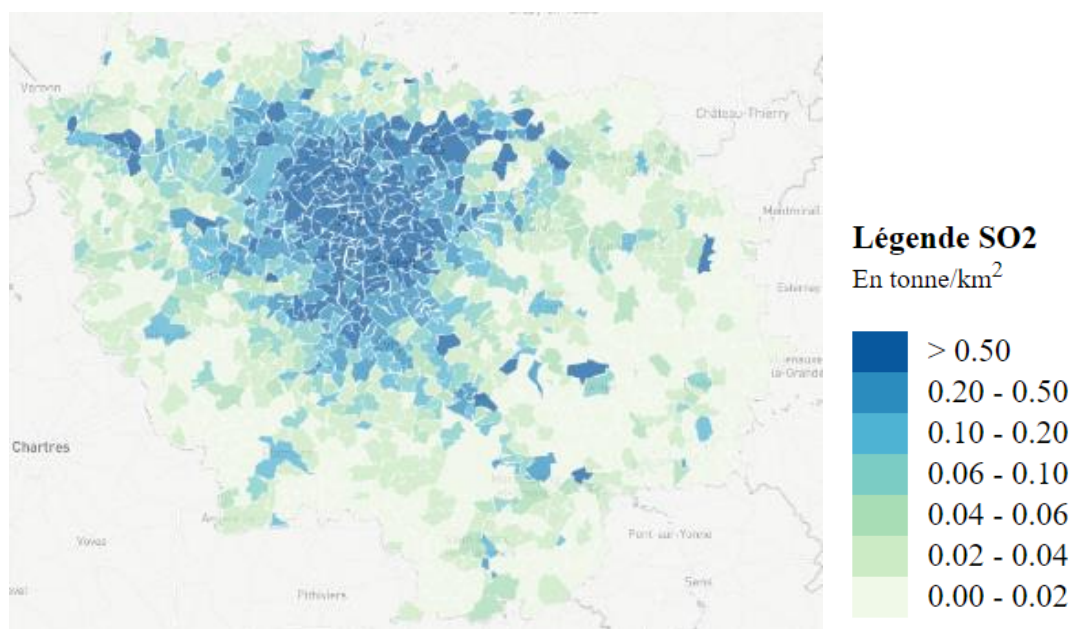 Vernon
Château-Thierry
Montmirail
Légende SO2
En tonne/km2
Esternay
> 0.50
0.20 - 0.50
0.10 - 0.20
Chartres
0.06 - 0.10
0.04 - 0.06
Voves
Pont-sur-Yonne
0.02 - 0.04
Sens
Pithiviers
0.00 - 0.02